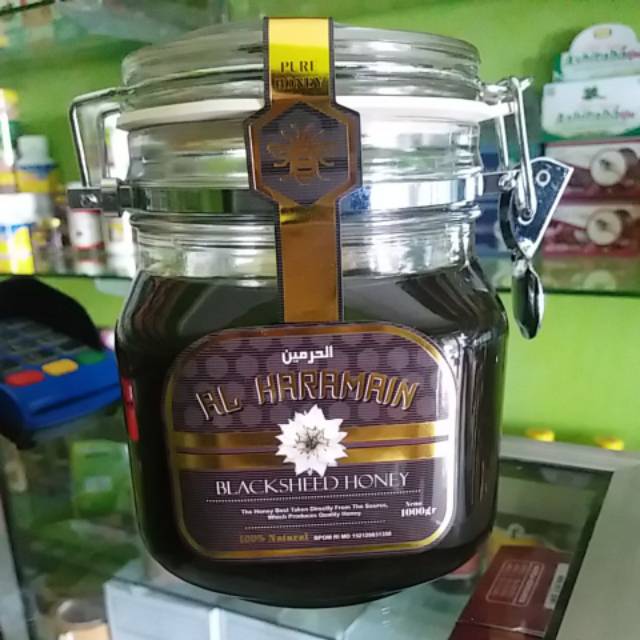 PURE
HONEY
الحرمين
AL HARAMAIN
BLACKSHEED HONEY
The Honey Best Taken Directly From The Source,
Which Produces Quality Honey
Netto
1000gr
100% Natural